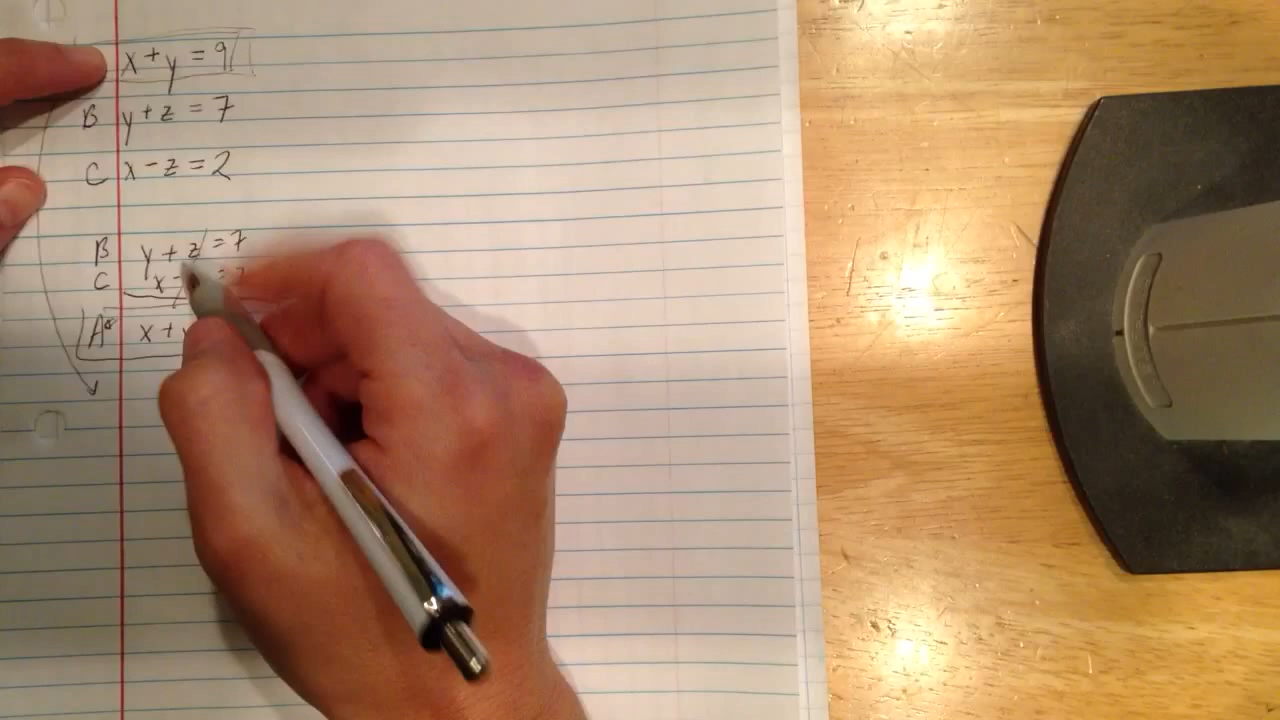 x + y = 9
B y + z = 7
C x - z = 2
B y + z = 7
C x
A* x + y